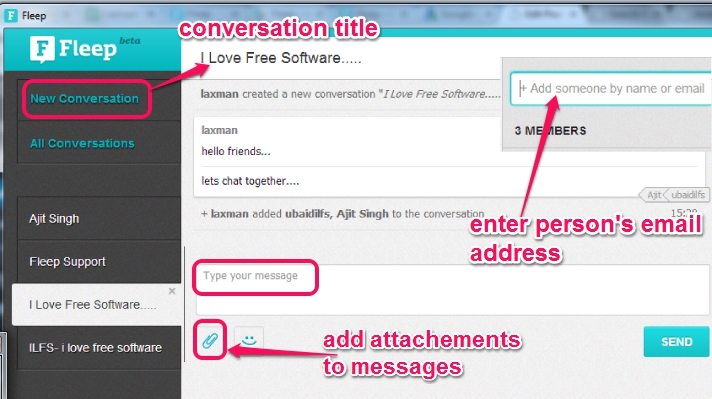 Fleep
conversation title
Fleep beta
I Love Free Software.....
New Conversation
laxman created a new conversation "I Love Free Software.....
+ Add someone by name or email
3 MEMBERS
All Conversations
laxman
hello friends...
lets chat together....
Ajit ubaidilfs
+ laxman added ubaidilfs, Ajit Singh to the conversation
enter person's email
address
Ajit Singh
Fleep Support
I Love Free Software.....
ILFS- i love free software
Type your message
add attachements
to messages
SEND